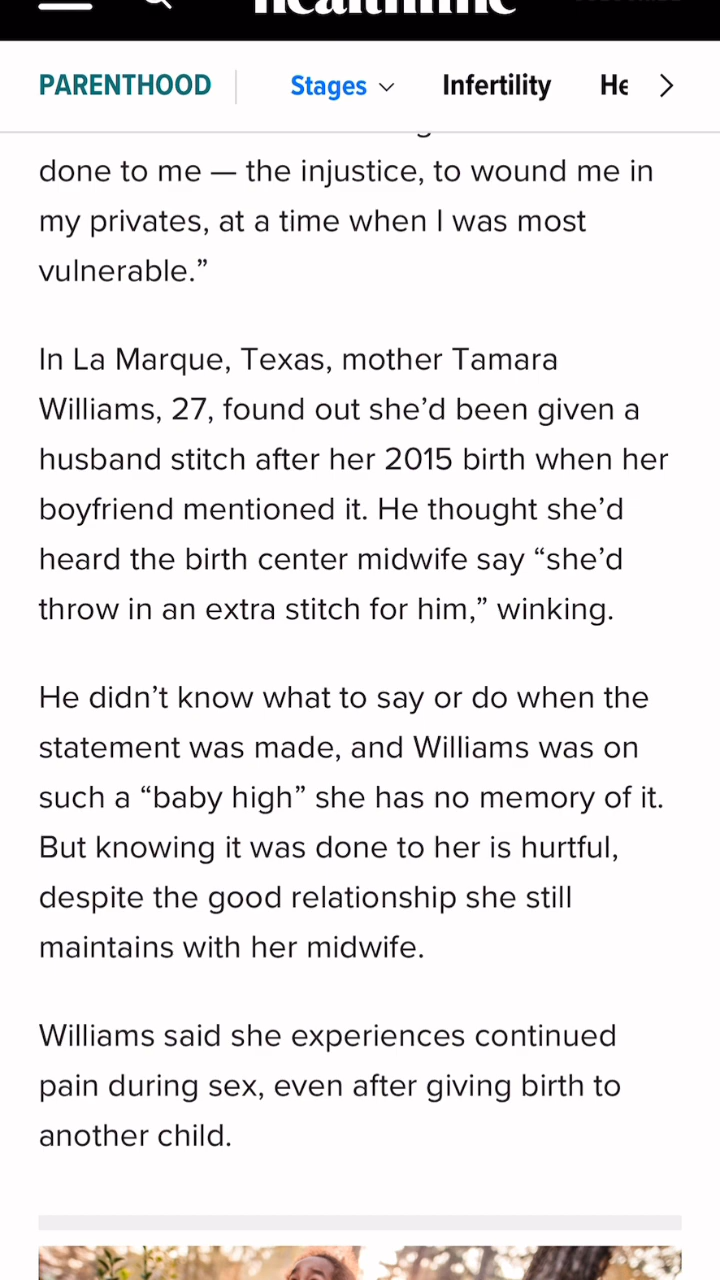 healthline
PARENTHOOD
Stages
Infertility
He
done to me — the injustice, to wound me in
my privates, at a time when I was most
vulnerable.”
In La Marque, Texas, mother Tamara
Williams, 27, found out she’d been given a
husband stitch after her 2015 birth when her
boyfriend mentioned it. He thought she’d
heard the birth center midwife say “she’d
throw in an extra stitch for him,” winking.
He didn’t know what to say or do when the
statement was made, and Williams was on
such a “baby high” she has no memory of it.
But knowing it was done to her is hurtful,
despite the good relationship she still
maintains with her midwife.
Williams said she experiences continued
pain during sex, even after giving birth to
another child.